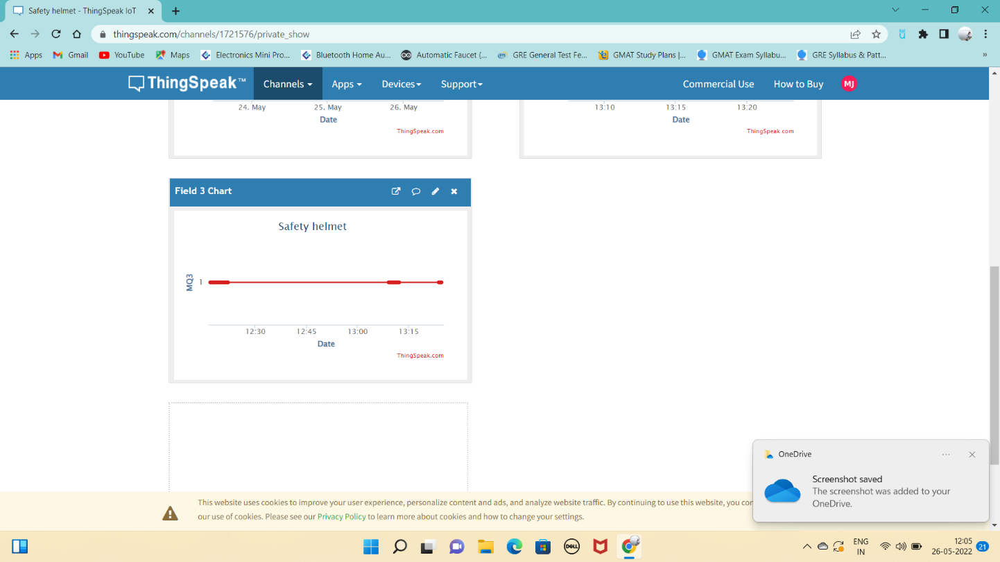 Safety helmet - ThingSpeak IoT
thingspeak.com/channels/1721576/private_show
Apps Gmail YouTube Maps Electronics Mini Pro... Bluetooth Home Au... Automatic Faucet (... GRE General Test Fe... GMAT Study Plans |... GMAT Exam Syllabu... GRE Syllabus & Patt... »
ThingSpeak™ Channels Apps Devices Support Commercial Use How to Buy MJ
24. May 25. May 26. May
Date
ThingSpeak.com
13:10 13:15 13:20
Date
ThingSpeak.com
Field 3 Chart
Safety helmet
MQ3
1
12:30 12:45 13:00 13:15
Date
ThingSpeak.com
OneDrive
Screenshot saved
The screenshot was added to your
OneDrive.
This website uses cookies to improve your user experience, personalize content and ads, and analyze website traffic. By continuing to use this website, you con
our use of cookies. Please see our Privacy Policy to learn more about cookies and how to change your settings.
DELL
ENG
IN
12:05
26-05-2022
21